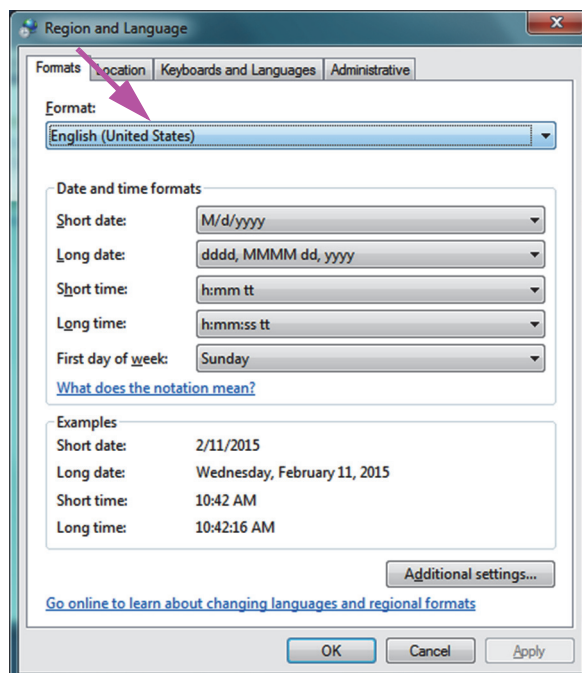 Region and Language
Formats Location Keyboards and Languages Administrative
Format:
English (United States)
Date and time formats
Short date: M/d/yyyy
Long date: dddd, MMMM dd, yyyy
Short time: h:mm tt
Long time: h:mm:ss tt
First day of week: Sunday
What does the notation mean?
Examples
Short date: 2/11/2015
Long date: Wednesday, February 11, 2015
Short time: 10:42 AM
Long time: 10:42:16 AM
Additional settings...
Go online to learn about changing languages and regional formats
OK Cancel Apply